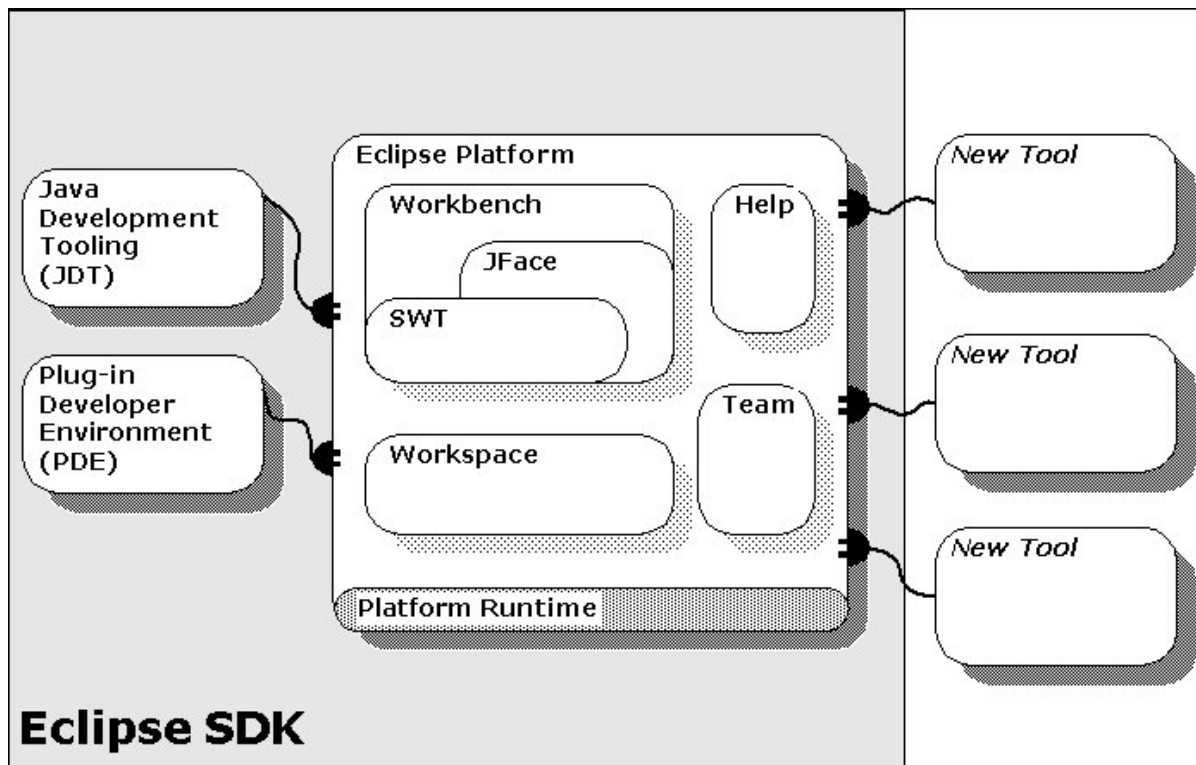 Eclipse Platform
New Tool
Java
Development
Tooling
(JDT)
Workbench
Help
JFace
SWT
New Tool
Plug-in
Developer
Environment
(PDE)
Team
Workspace
New Tool
Platform Runtime
Eclipse SDK